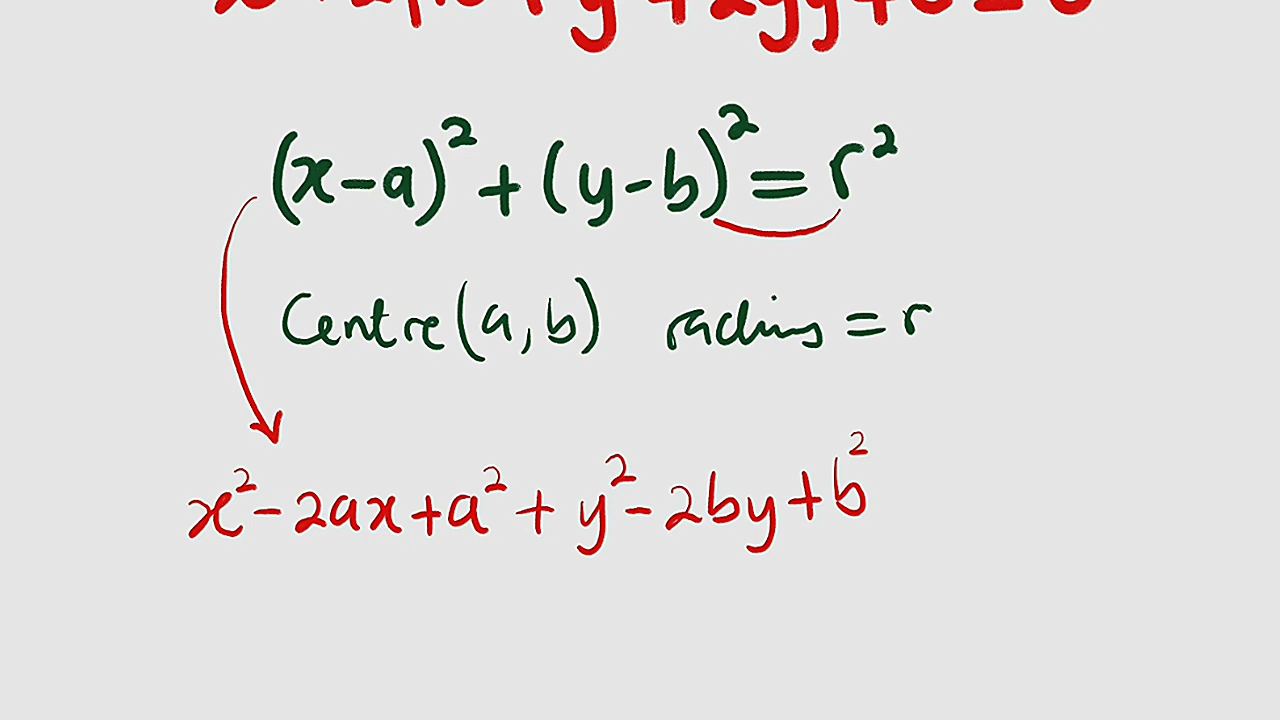 (x-a)² + (y-b)² = r²
Centre (a, b) radius = r
x² - 2ax + a² + y² - 2by + b²